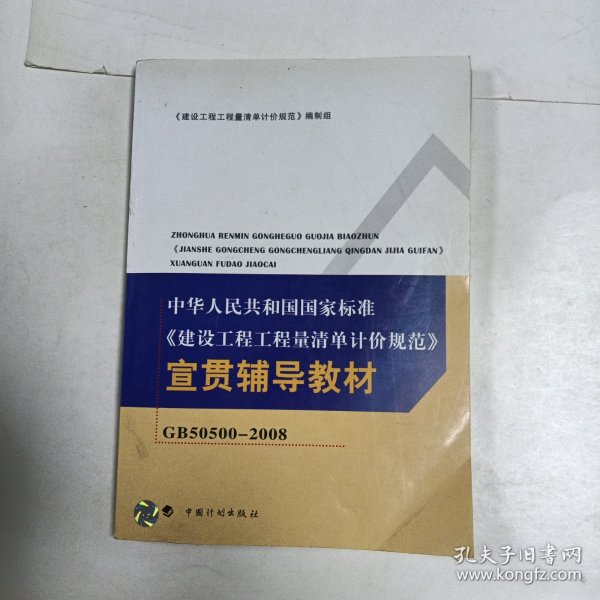 《建设工程工程量清单计价规范》编制组
ZHONGHUA RENMIN GONGHEGUO GUOJIA BIAOZHUN
《JIANSHE GONGCHENG GONGCHENGLIANG QINGDAN JIJIA GUIFAN》
XUANGUAN FUDAO JIAOCAI
中华人民共和国国家标准
《建设工程工程量清单计价规范》
宣贯辅导教材
GB50500-2008
中国计划出版社
孔夫子旧书网
www.kongfz.com